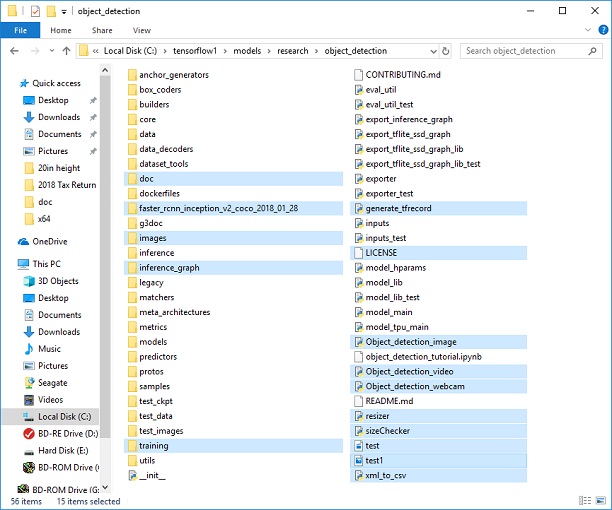 object_detection
File
Home
Share
View
Local Disk (C:)
tensorflow1
models
research
object_detection
Search object_detection
Quick access
Desktop
Downloads
Documents
Pictures
20in height
2018 Tax Return
doc
x64
OneDrive
This PC
3D Objects
Desktop
Documents
Downloads
Music
Pictures
Seagate
Videos
Local Disk (C:)
BD-RE Drive (D:)
Hard Disk (E:)
BD-ROM Drive (
BD-ROM Drive (G:
anchor_generators
box_coders
builders
core
data
data_decoders
dataset_tools
doc
dockerfiles
faster_rcnn_inception_v2_coco_2018_01_28
g3doc
images
inference
inference_graph
legacy
matchers
meta_architectures
metrics
models
predictors
protos
samples
test_ckpt
test_data
test_images
training
utils
__init__
CONTRIBUTING.md
eval_util
eval_util_test
export_inference_graph
export_tflite_ssd_graph
export_tflite_ssd_graph_lib
export_tflite_ssd_graph_lib_test
exporter
exporter_test
generate_tfrecord
inputs
inputs_test
LICENSE
model_hparams
model_lib
model_lib_test
model_main
model_tpu_main
Object_detection_image
object_detection_tutorial.ipynb
Object_detection_video
Object_detection_webcam
README.md
resizer
sizeChecker
test
test1
xml_to_csv
56 items
15 items selected